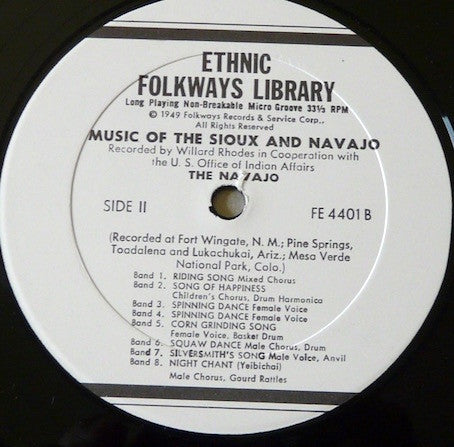 ETHNIC
FOLKWAYS LIBRARY
Long Playing Non-Breakable Micro Groove 33⅓ RPM
© 1949 Folkways Records & Service Corp.,
All Rights Reserved
MUSIC OF THE SIOUX AND NAVAJO
Recorded by Willard Rhodes in Cooperation with
the U. S. Office of Indian Affairs
THE NAVAJO
SIDE II
FE 4401 B
(Recorded at Fort Wingate, N. M.; Pine Springs,
Toadalena and Lukachukai, Ariz.; Mesa Verde
National Park, Colo.)
Band 1. RIDING SONG Mixed Chorus
Band 2. SONG OF HAPPINESS
Children's Chorus, Drum Harmonica
Band 3. SPINNING DANCE Female Voice
Band 4. SPINNING DANCE Female Voice
Band 5. CORN GRINDING SONG
Female Voice, Basket Drum
Band 6. SQUAW DANCE Male Chorus, Drum
Band 7. SILVERSMITH'S SONG Male Voice, Anvil
Band 8. NIGHT CHANT (Yeibichai)
Male Chorus, Gourd Rattles